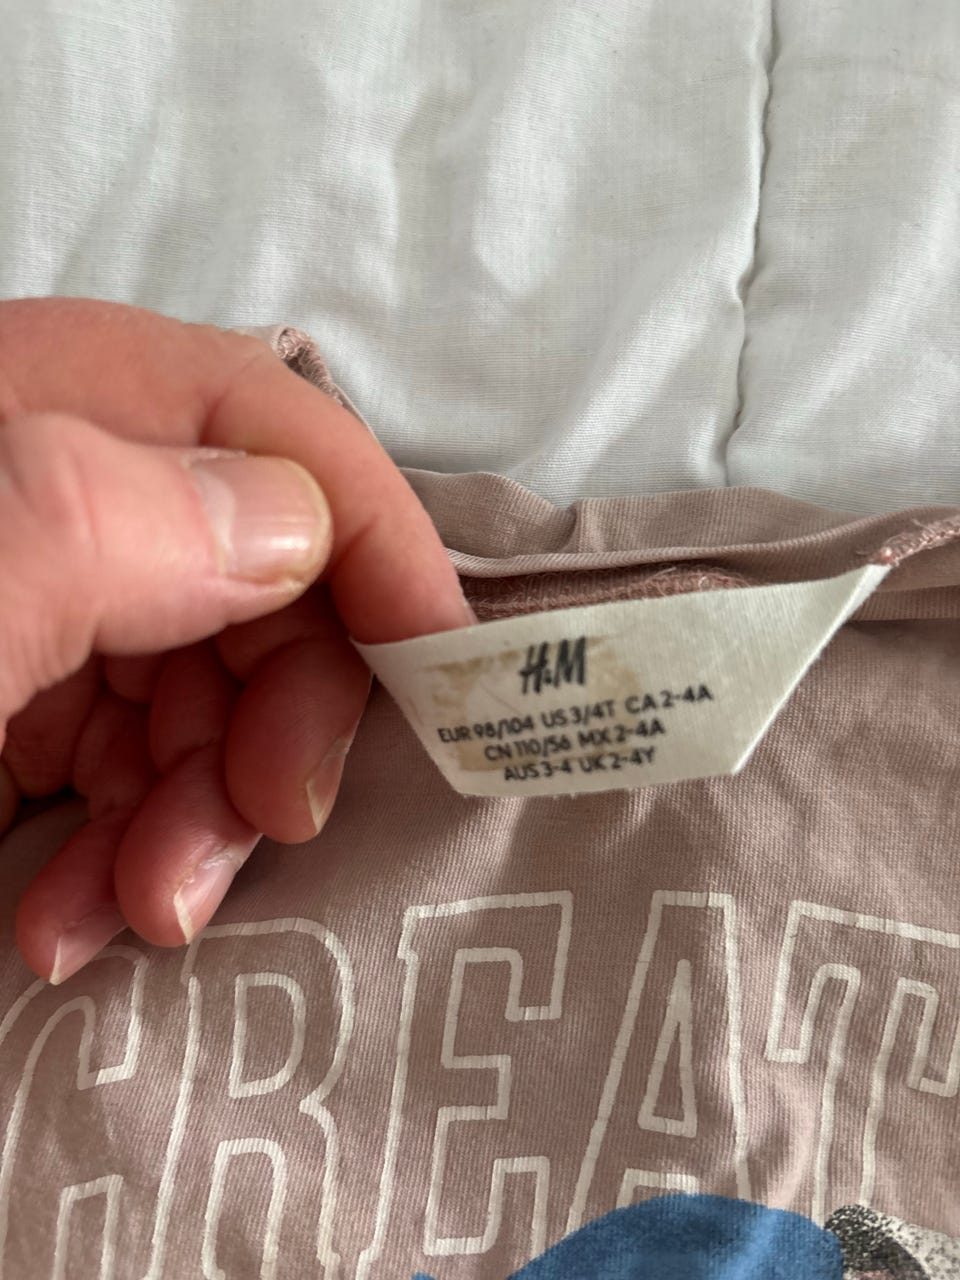 H&M
EUR 98/104 US 3/4T CA 2-4A
CN 110/56 MX 2-4A
AUS 3-4 UK 2-4Y
GREAT